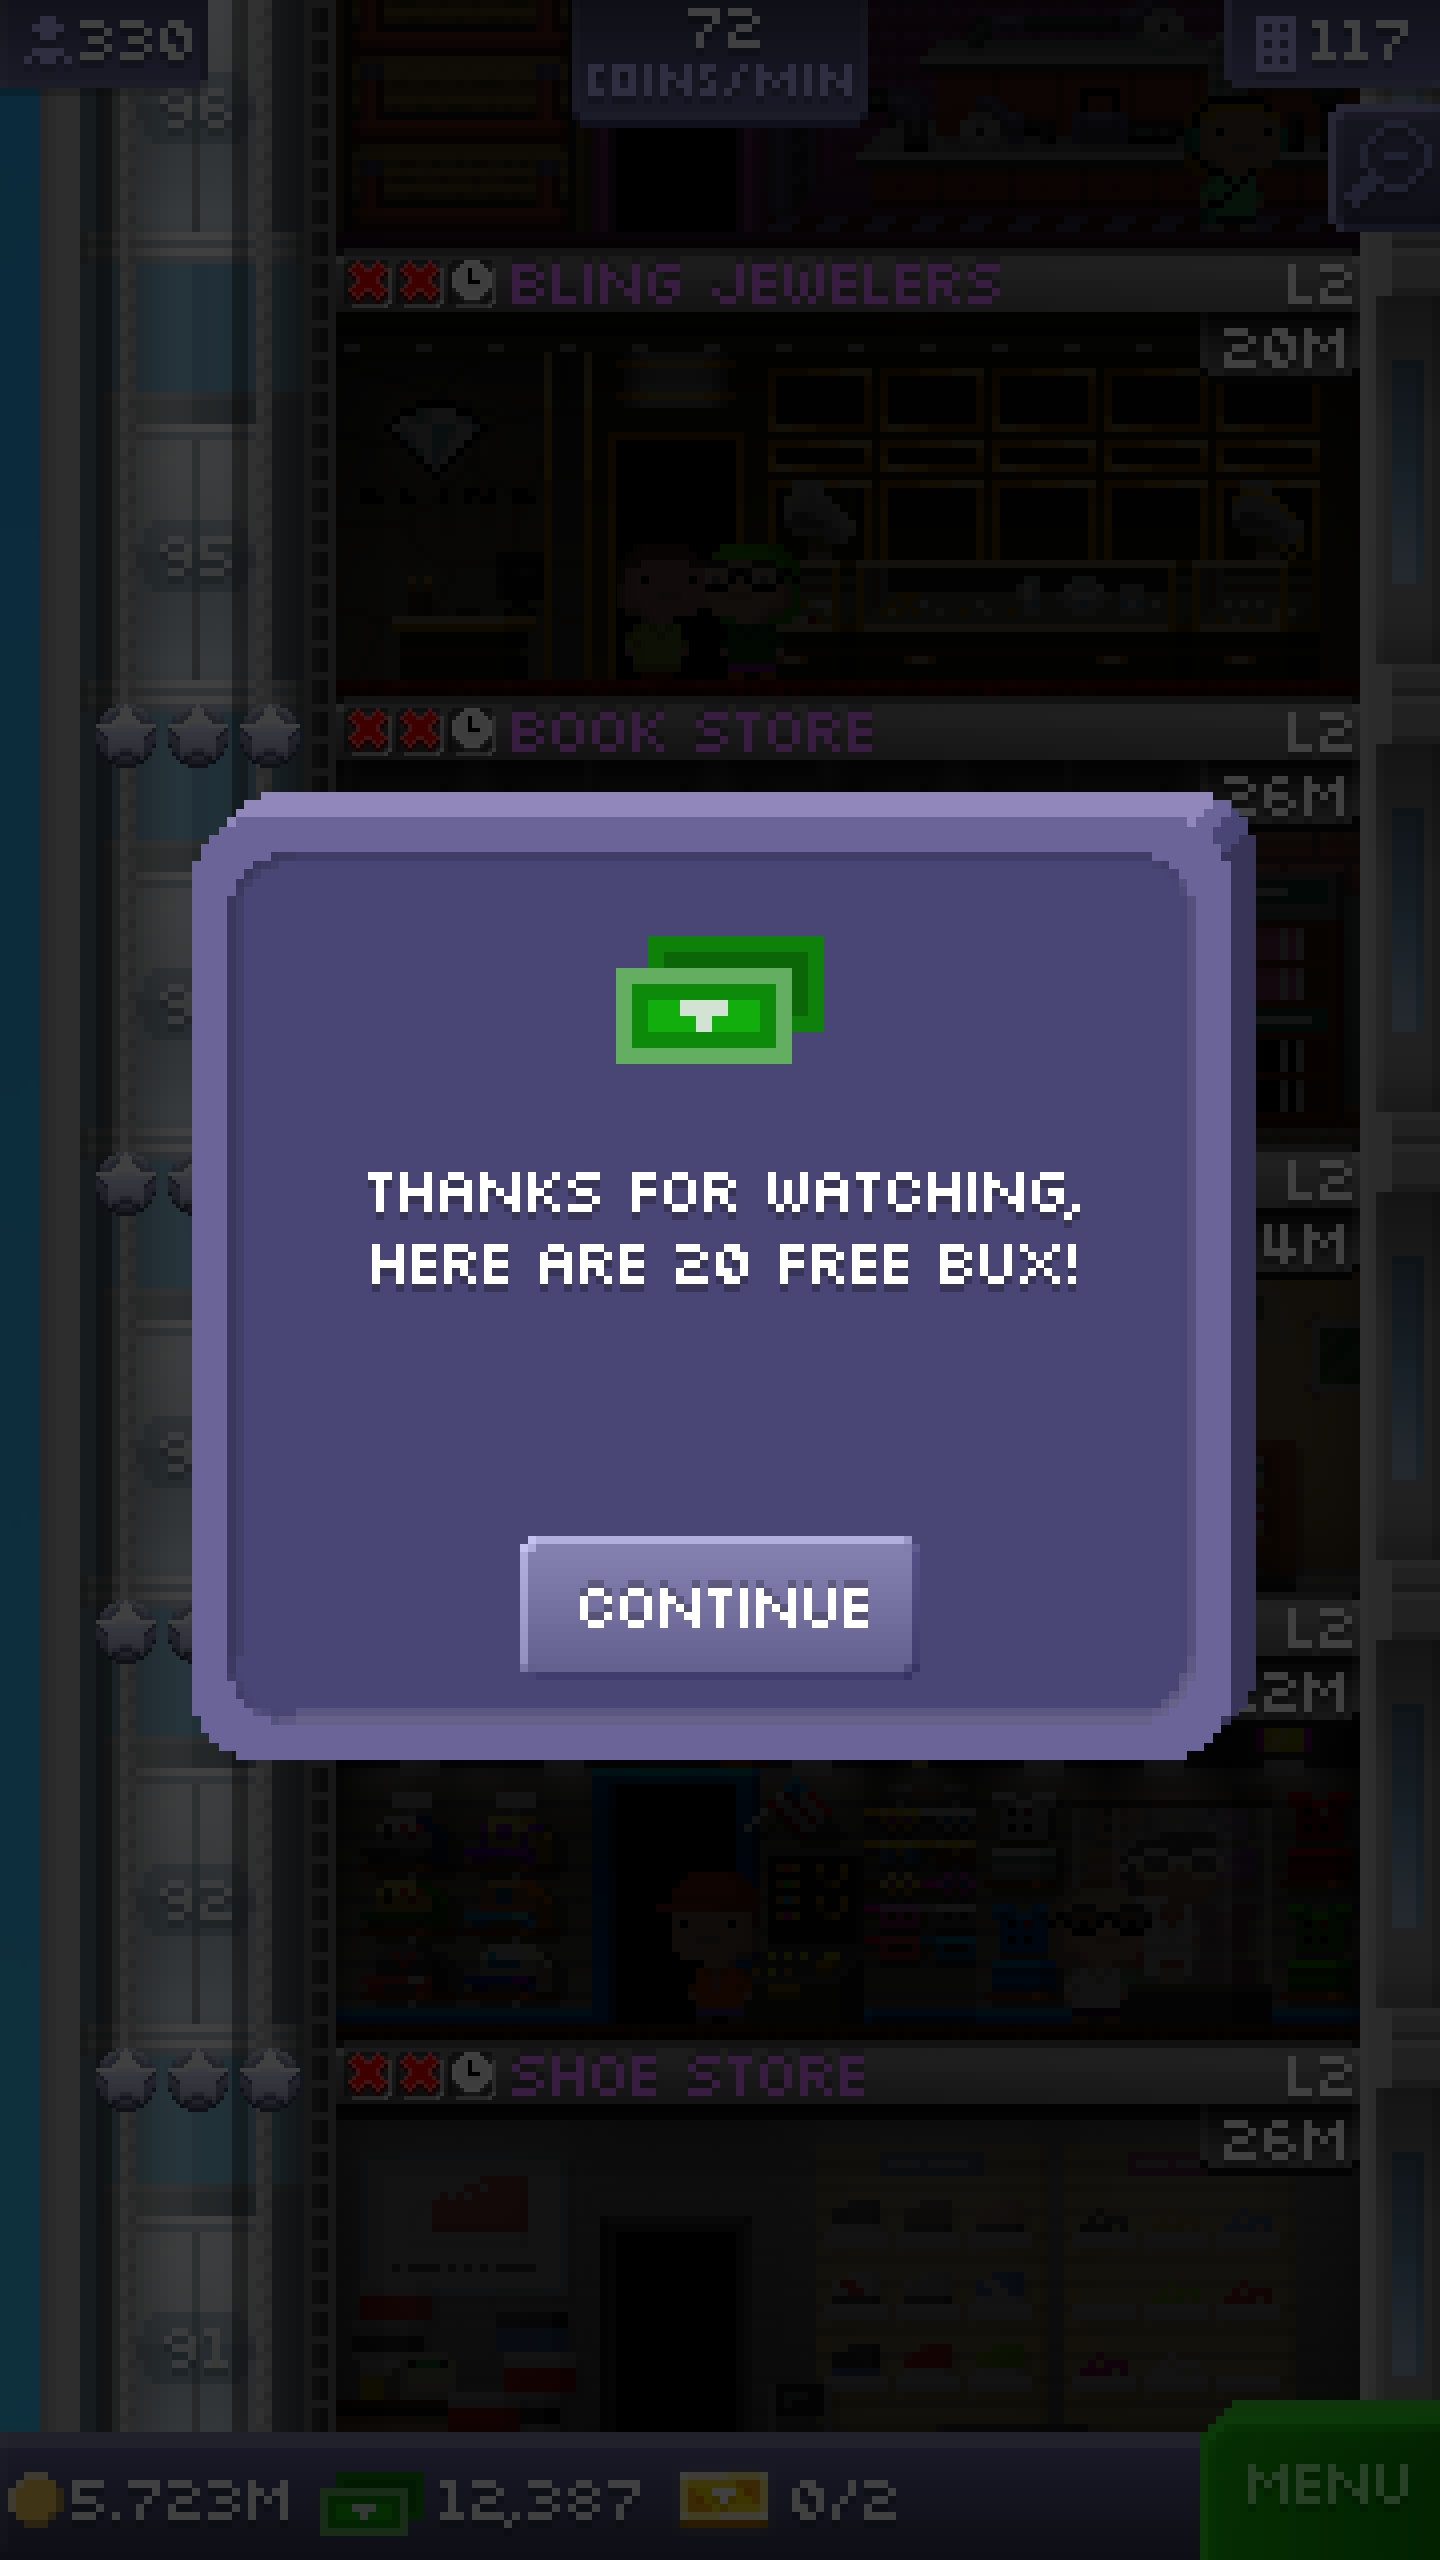 330
72
COINS/MIN
117
BLING JEWELERS
L2
20M
95
BOOK STORE
L2
26M
THANKS FOR WATCHING,
HERE ARE 20 FREE BUX!
L2
4M
CONTINUE
L2
2M
92
SHOE STORE
L2
26M
91
5.723M
12,387
0/2
MENU